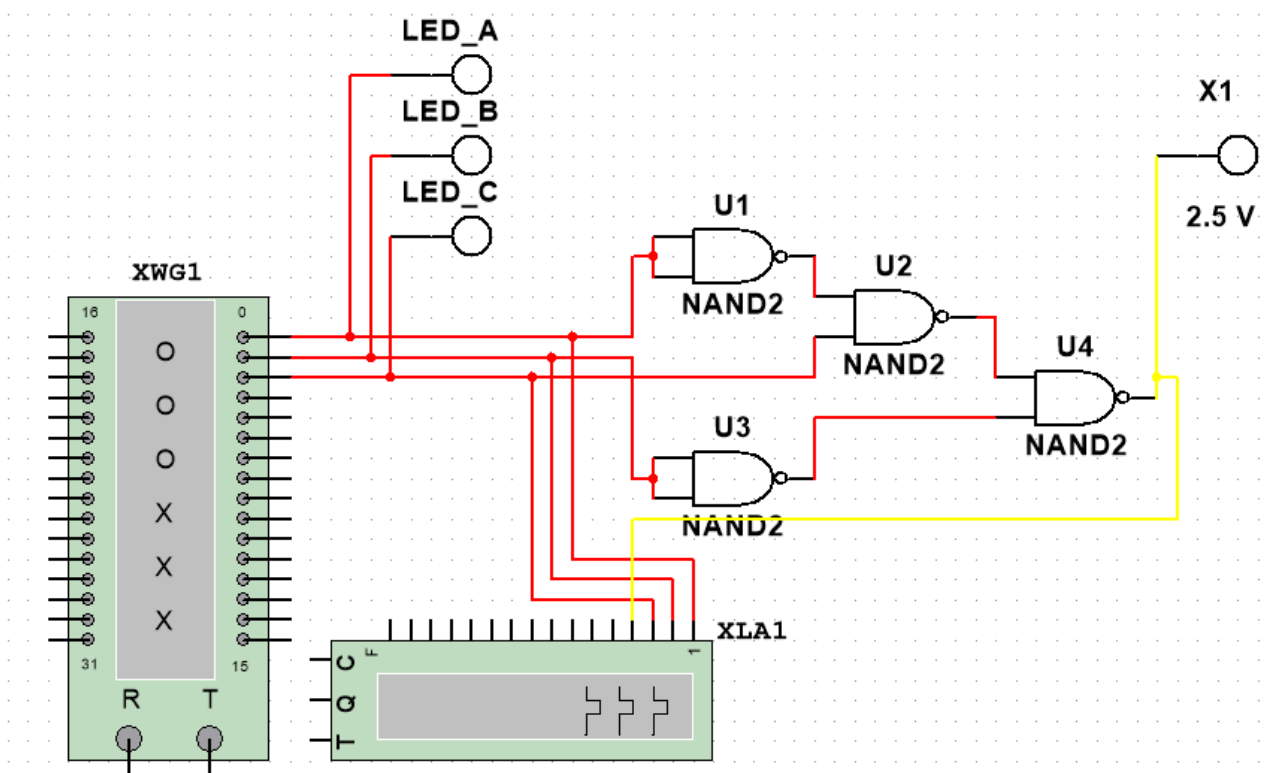 LED_A
LED_B
LED_C
X1
2.5 V
U1
NAND2
U2
NAND2
U4
NAND2
U3
NAND2
XWG1
16 0
O
O
O
X
X
X
31 15
R T
XLA1
F 1
C
Q
T